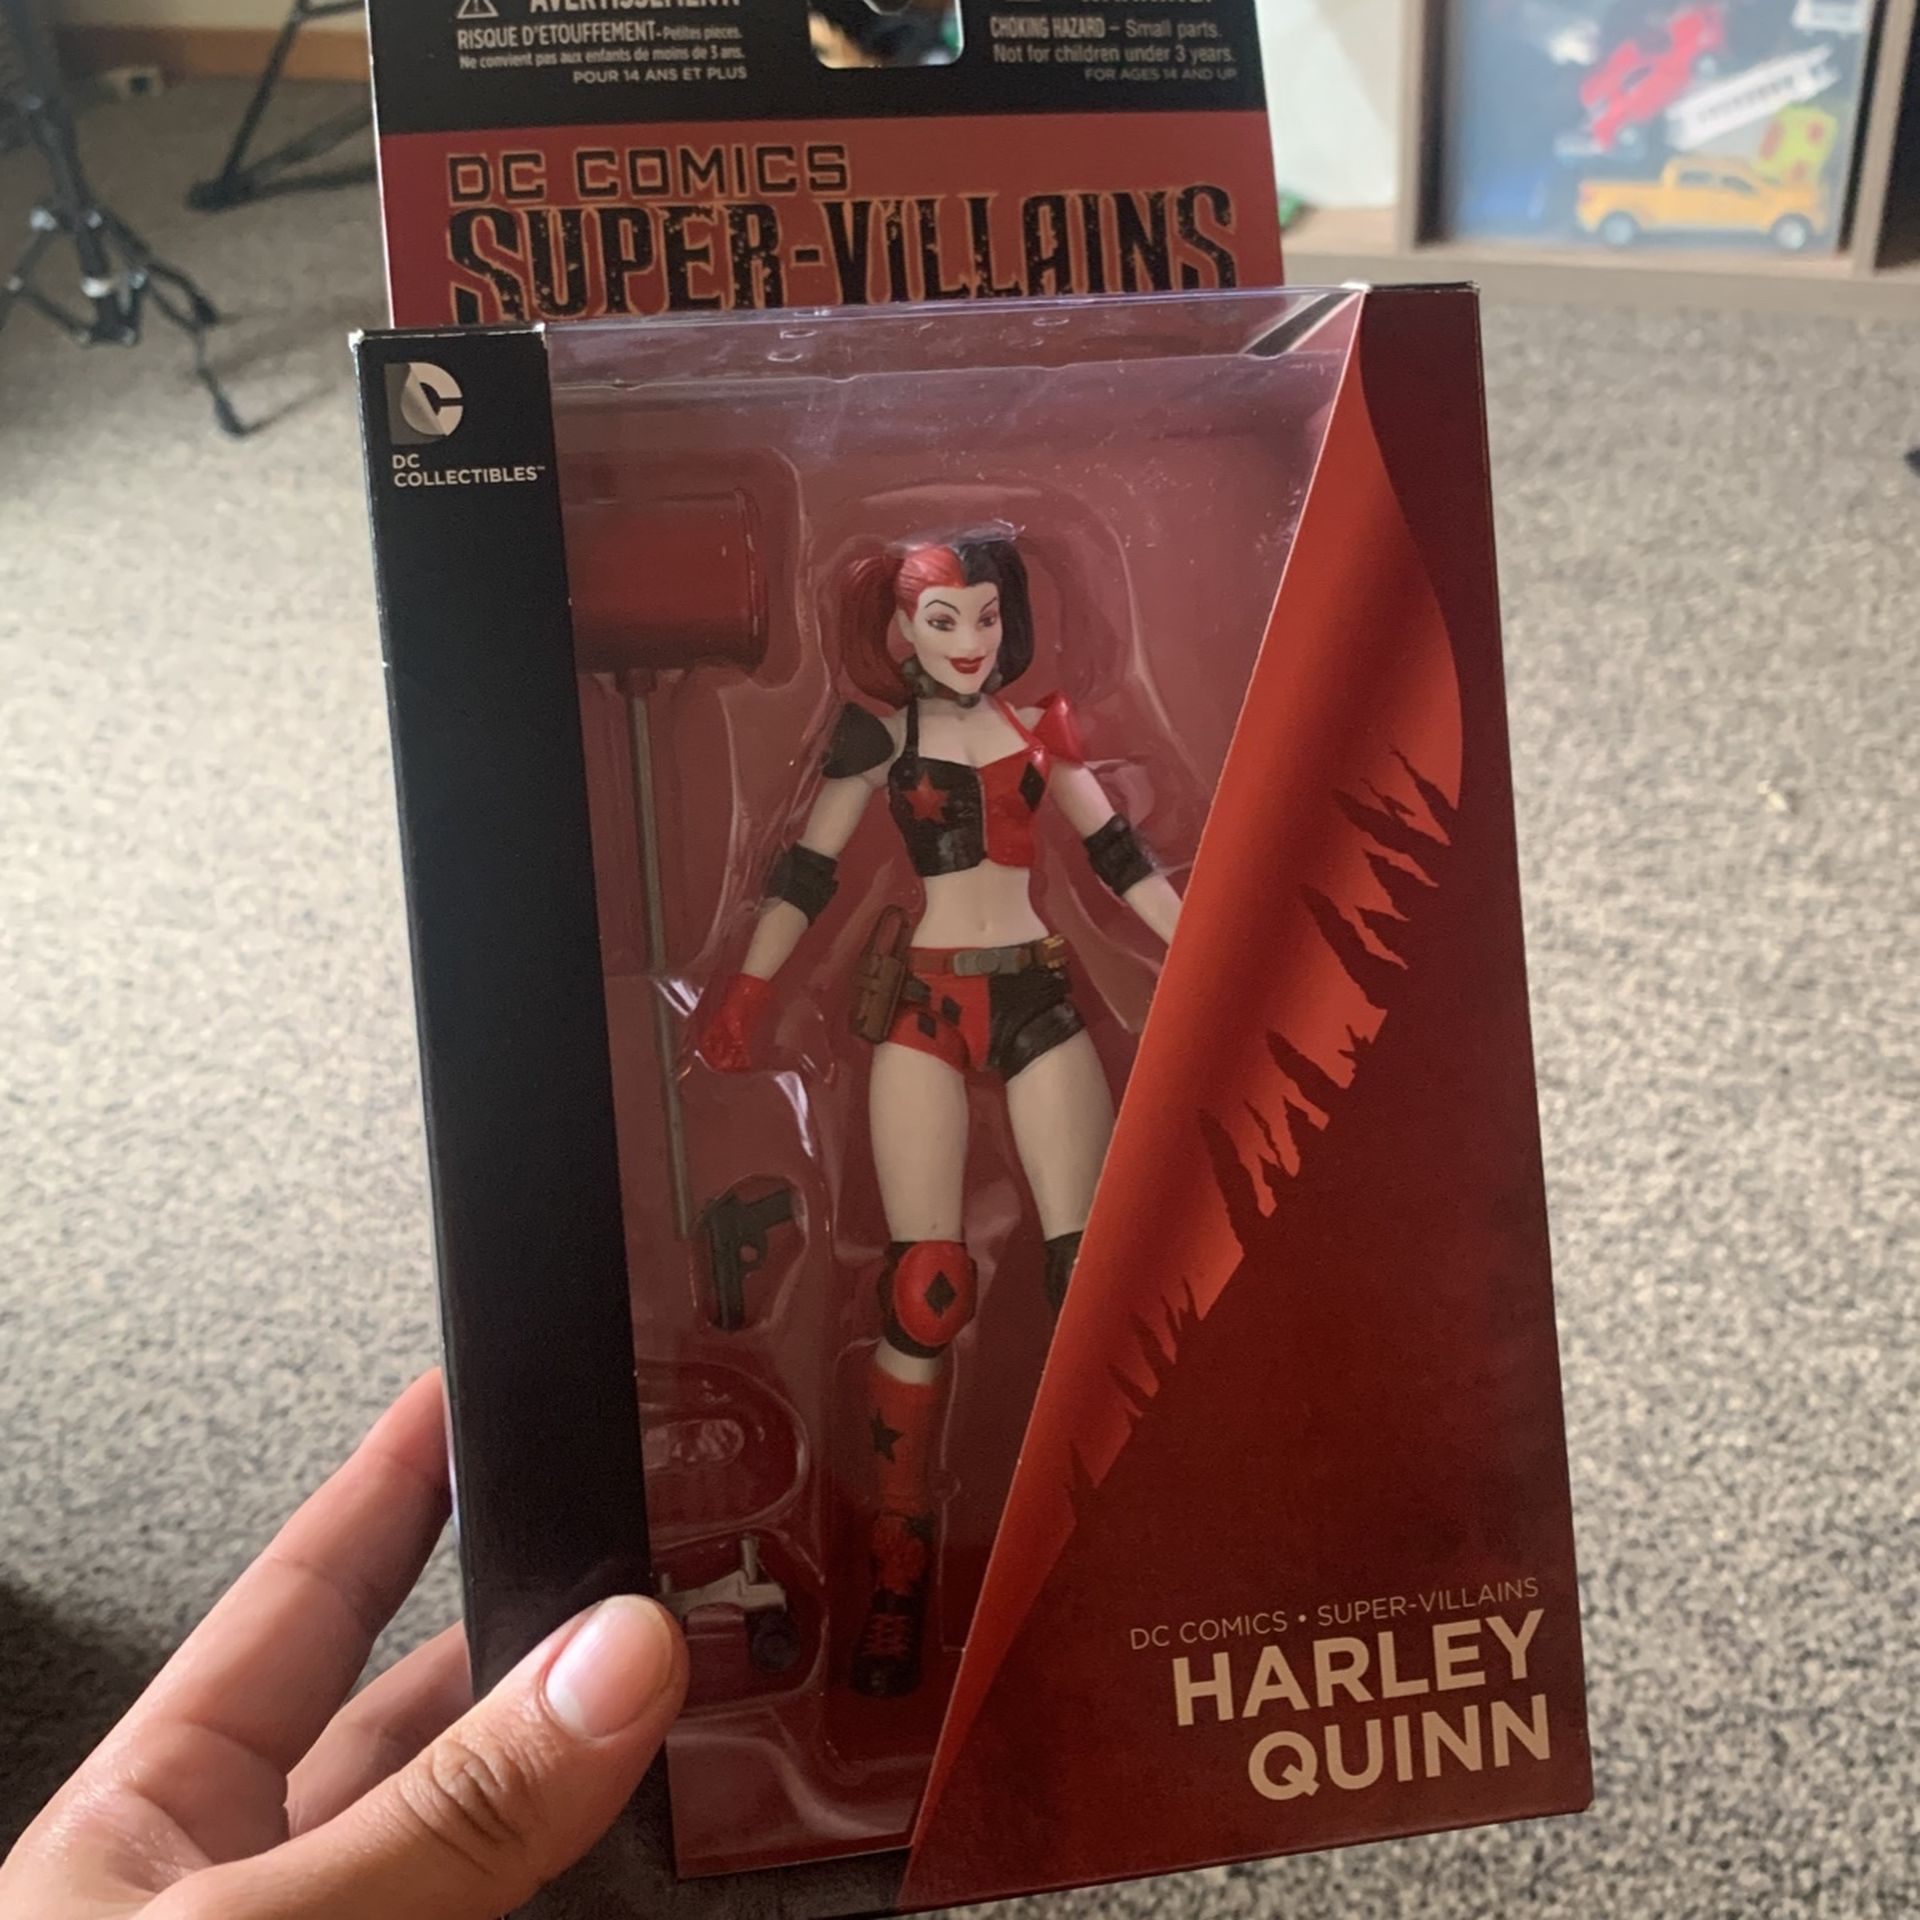 AVERTISSEMENT:
RISQUE D'ETOUFFEMENT-Petites pieces.
Ne convient pas aux enfants de moins de 3 ans.
POUR 14 ANS ET PLUS
CHOKING HAZARD – Small parts.
Not for children under 3 years.
FOR AGES 14 AND UP
DC COMICS
SUPER-VILLAINS
DC
COLLECTIBLES™
DC COMICS • SUPER-VILLAINS
HARLEY
QUINN